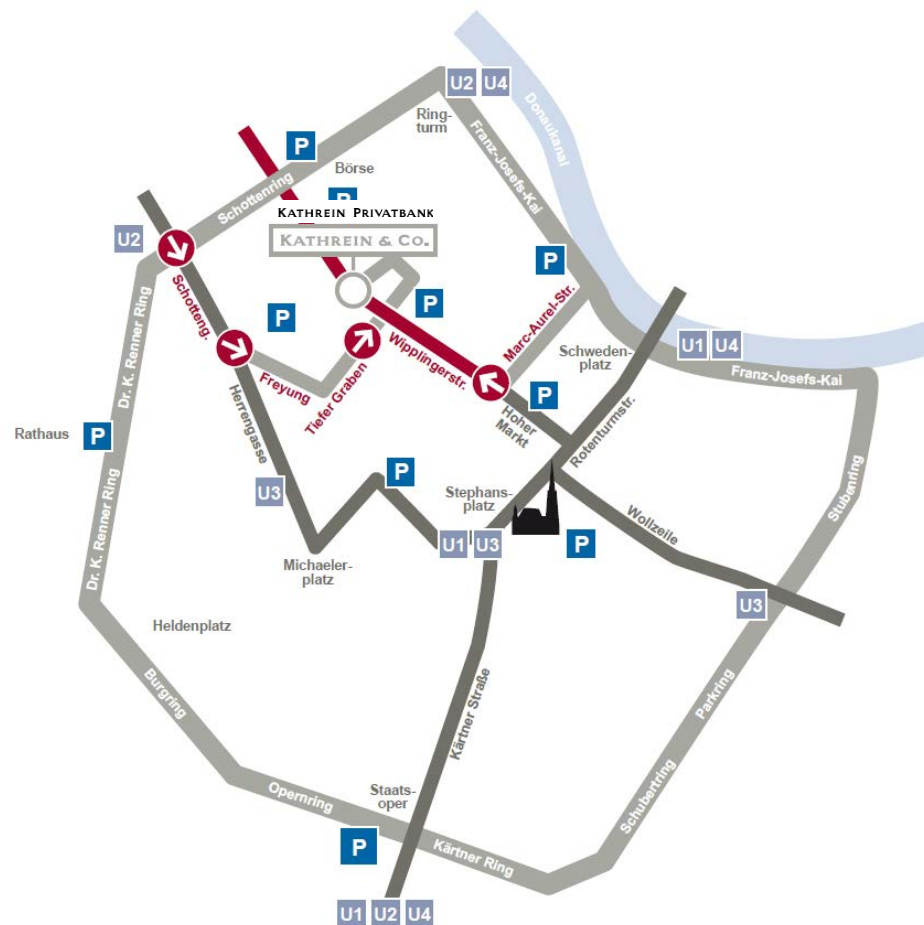 U2 U4
Donaukanal
Ring-
turm
Franz-Josefs-Kai
P
Börse
Schottenring
P
KATHREIN PRIVATBANK
KATHREIN & CO.
U2
P
Schotteng.
Marc-Aurel-Str.
P
P
Dr. K. Renner Ring
Wipplingerstr.
Schweden-
platz
U1 U4
Franz-Josefs-Kai
Freyung
Tiefer Graben
P
Hoher
Markt
Rotenturmstr.
Herrengasse
Rathaus
P
P
U3
Stephans-
platz
Stubenring
Wollzeile
Dr. K. Renner Ring
U1 U3
P
Michaeler-
platz
U3
Heldenplatz
Burgring
Kärtner Straße
Parkring
Schubertring
Opernring
Staats-
oper
P
Kärtner Ring
U1 U2 U4